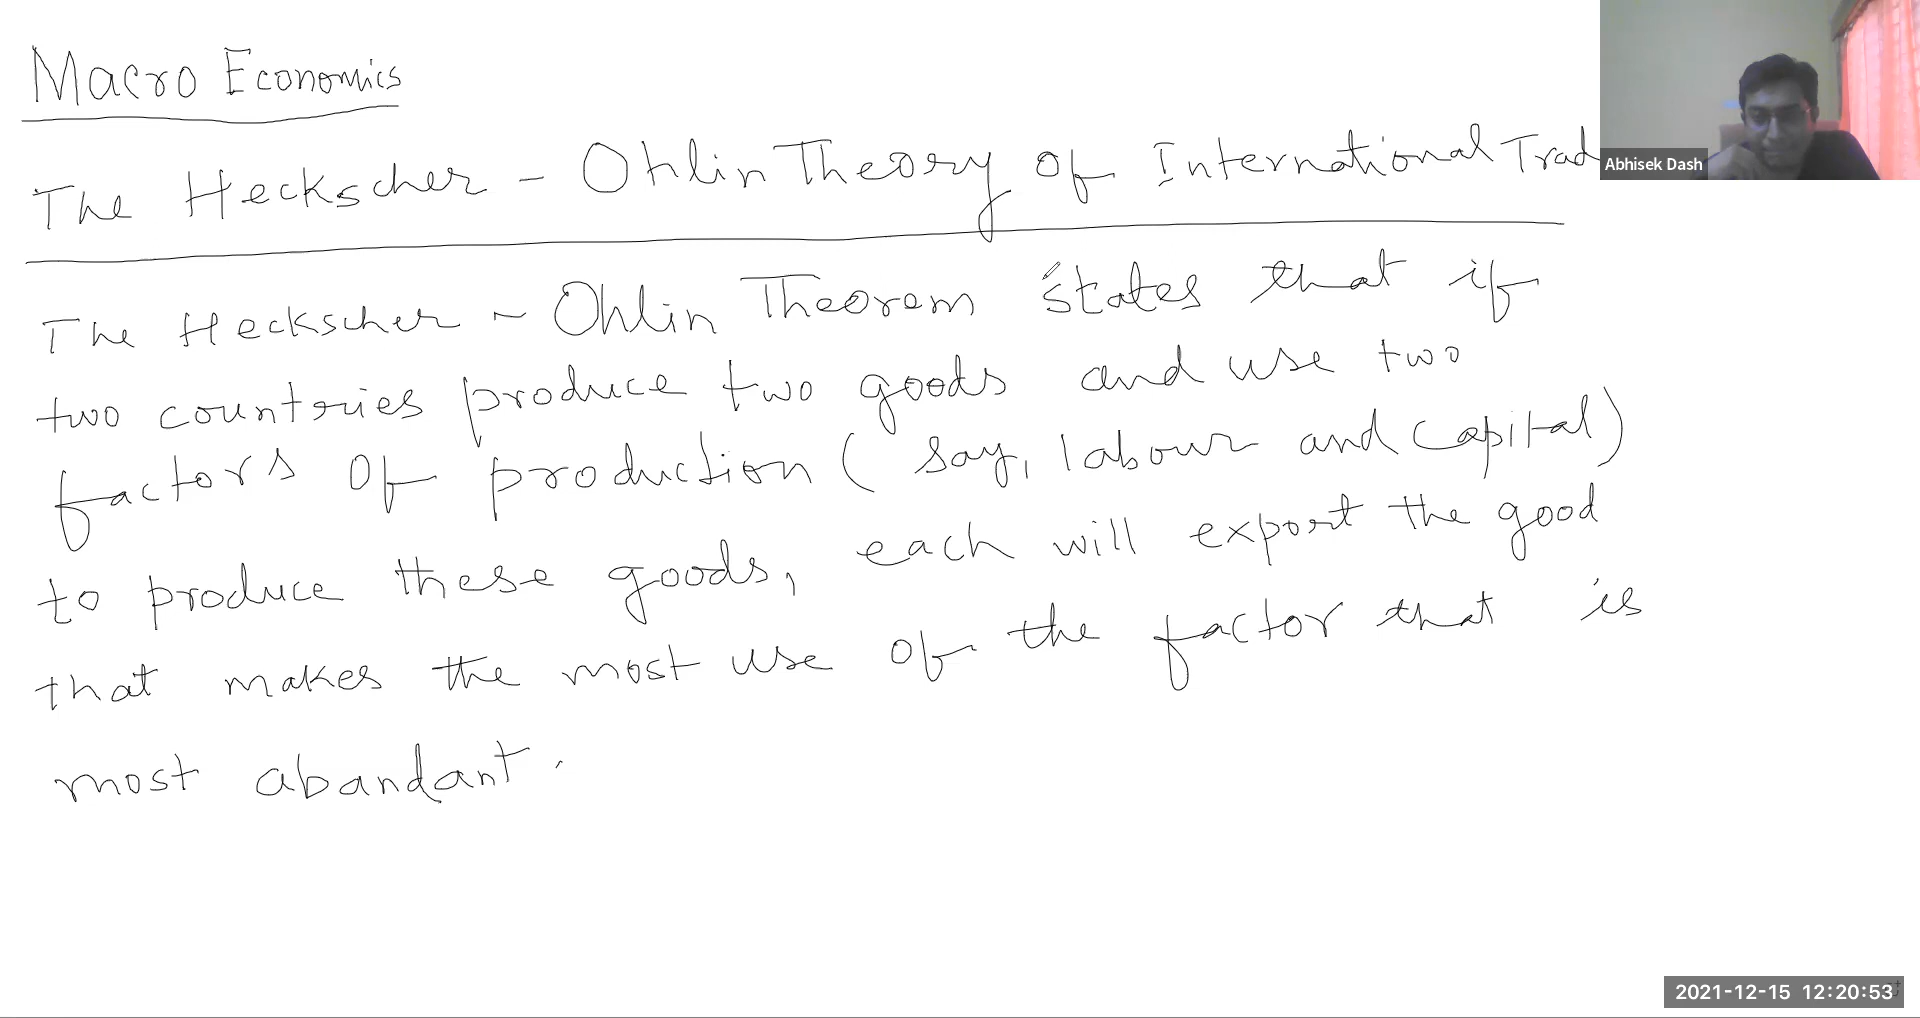 Macro Economics
The Heckscher - Ohlin Theory of International Trad
Abhisek Dash
The Heckscher - Ohlin Theorem states that if
two countries produce two goods and use two
factors of production ( say, labour and capital)
to produce these goods, each will export the good
that makes the most use of the factor that is
most abandant.
2021-12-15 12:20:53